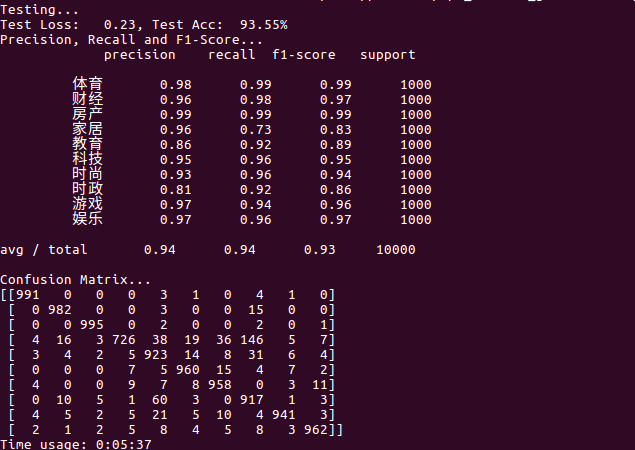 Testing...
Test Loss:   0.23, Test Acc:  93.55%
Precision, Recall and F1-Score...
             precision    recall  f1-score   support

         体育       0.98      0.99      0.99      1000
         财经       0.96      0.98      0.97      1000
         房产       0.99      0.99      0.99      1000
         家居       0.96      0.73      0.83      1000
         教育       0.86      0.92      0.89      1000
         科技       0.95      0.96      0.95      1000
         时尚       0.93      0.96      0.94      1000
         时政       0.81      0.92      0.86      1000
         游戏       0.97      0.94      0.96      1000
         娱乐       0.97      0.96      0.97      1000

avg / total       0.94      0.94      0.93     10000

Confusion Matrix...
[[991   0   0   0   3   1   0   4   1   0]
 [  0 982   0   0   3   0   0  15   0   0]
 [  0   0 995   0   2   0   0   2   0   1]
 [  4  16   3 726  38  19  36 146   5   7]
 [  3   4   2   5 923  14   8  31   6   4]
 [  0   0   0   7   5 960  15   4   7   2]
 [  4   0   0   9   7   8 958   0   3  11]
 [  0  10   5   1  60   3   0 917   1   3]
 [  4   5   2   5  21   5  10   4 941   3]
 [  2   1   2   5   8   4   5   8   3 962]]
Time usage: 0:05:37